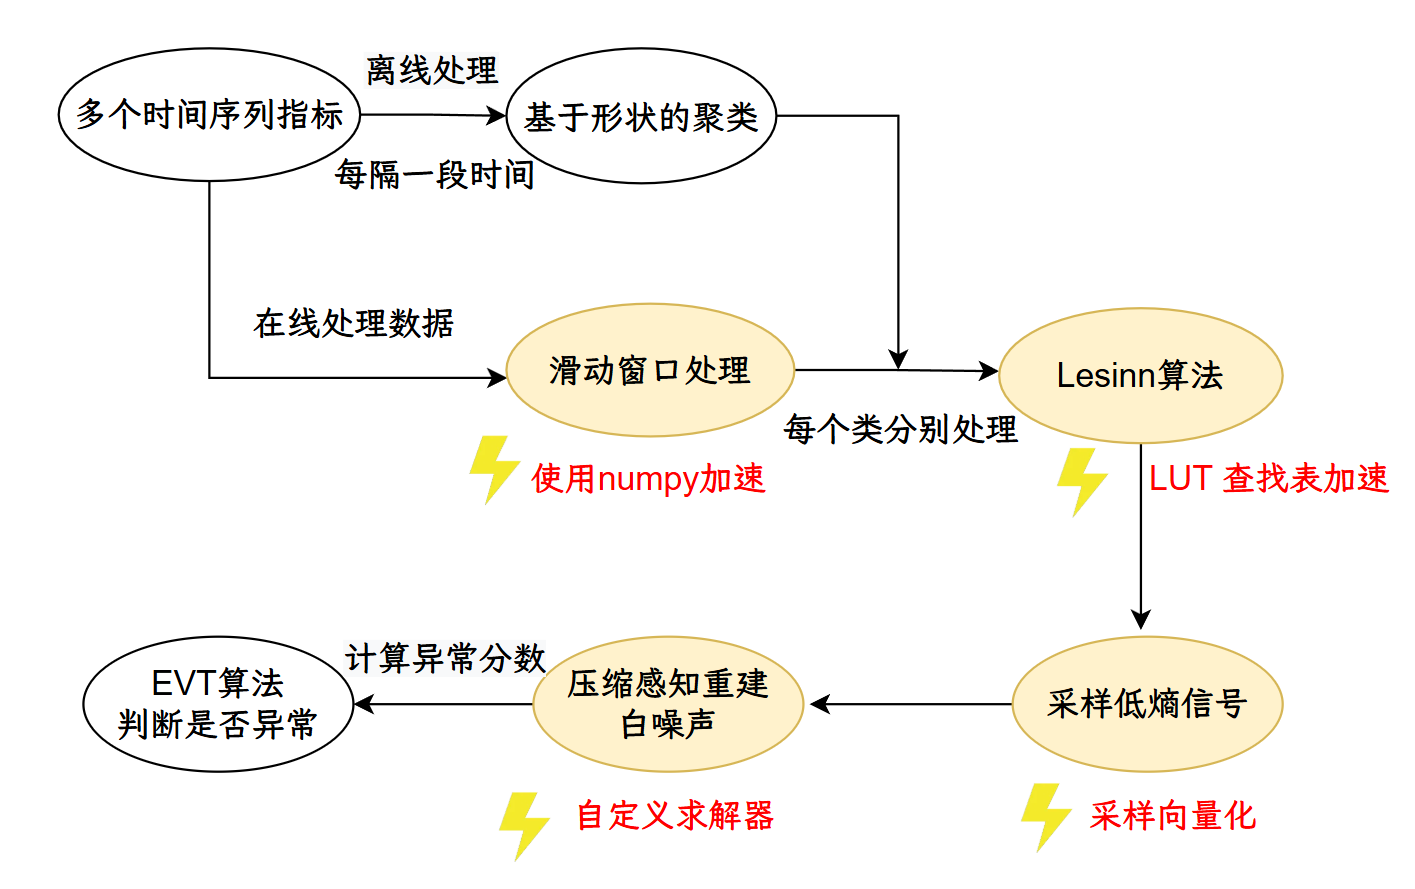 多个时间序列指标
离线处理
每隔一段时间
基于形状的聚类
在线处理数据
滑动窗口处理
使用numpy加速
每个类分别处理
Lesinn算法
LUT 查找表加速
采样低熵信号
采样向量化
压缩感知重建
白噪声
自定义求解器
计算异常分数
EVT算法
判断是否异常